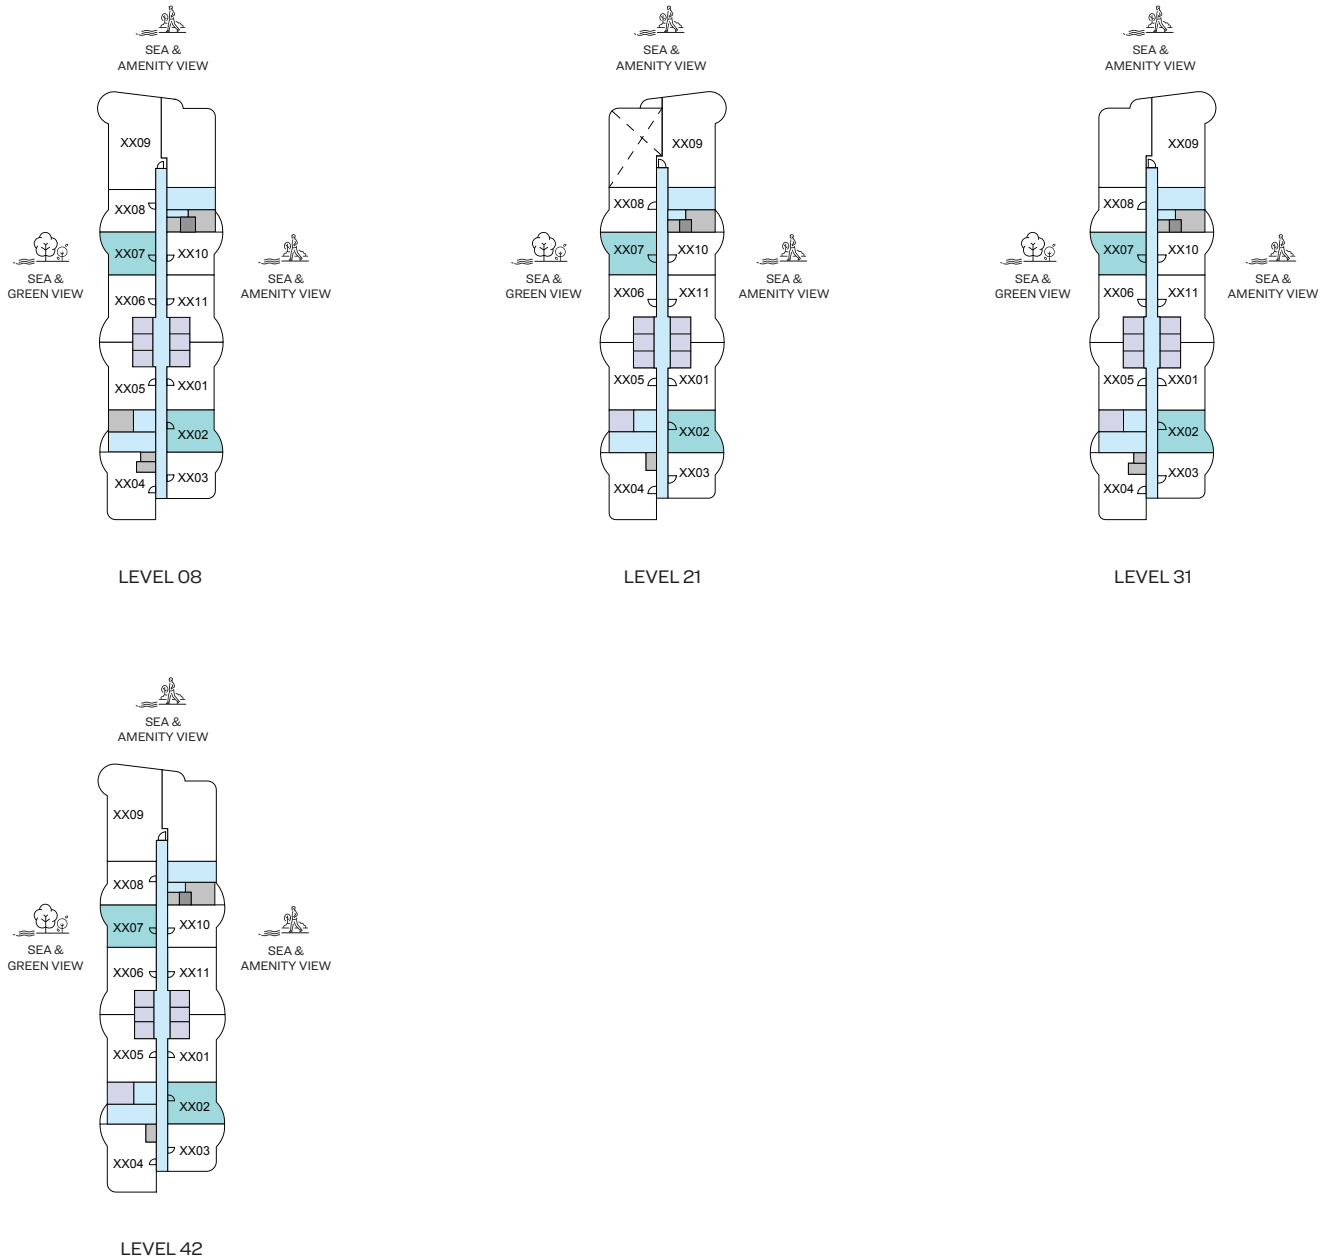 SEA &
AMENITY VIEW
XX09
XX08
XX07
XX10
SEA &
GREEN VIEW
SEA &
AMENITY VIEW
XX06
XX11
XX05
XX01
XX02
XX04
XX03
LEVEL 08
SEA &
AMENITY VIEW
XX09
XX08
XX07
XX10
SEA &
GREEN VIEW
SEA &
AMENITY VIEW
XX06
XX11
XX05
XX01
XX02
XX04
XX03
LEVEL 21
SEA &
AMENITY VIEW
XX09
XX08
XX07
XX10
SEA &
GREEN VIEW
SEA &
AMENITY VIEW
XX06
XX11
XX05
XX01
XX02
XX04
XX03
LEVEL 31
SEA &
AMENITY VIEW
XX09
XX08
XX07
XX10
SEA &
GREEN VIEW
SEA &
AMENITY VIEW
XX06
XX11
XX05
XX01
XX02
XX04
XX03
LEVEL 42